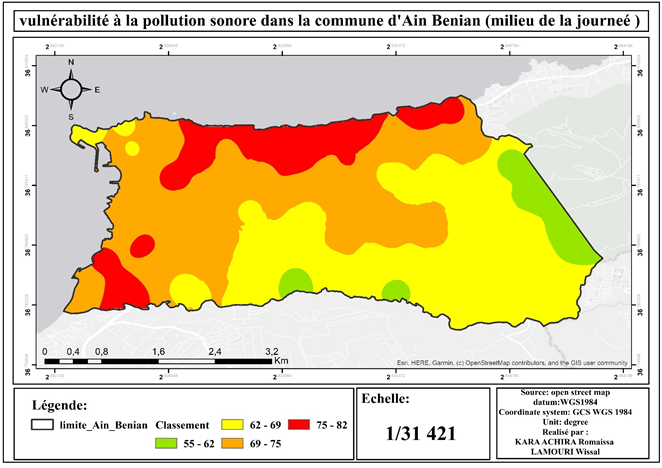 vulnérabilité à la pollution sonore dans la commune d'Ain Benian (milieu de la journeé )
N
W E
S
0 0,4 0,8 1,6 2,4 3,2
Km
Esri, HERE, Garmin, (c) OpenStreetMap contributors, and the GIS user community
Légende:
limite_Ain_Benian
Classement
62 - 69
75 - 82
55 - 62
69 - 75
Echelle:
1/31 421
Source: open street map
datum:WGS1984
Coordinate system: GCS WGS 1984
Unit: degree
Realisé par :
KARA ACHIRA Romaissa
LAMOURI Wissal